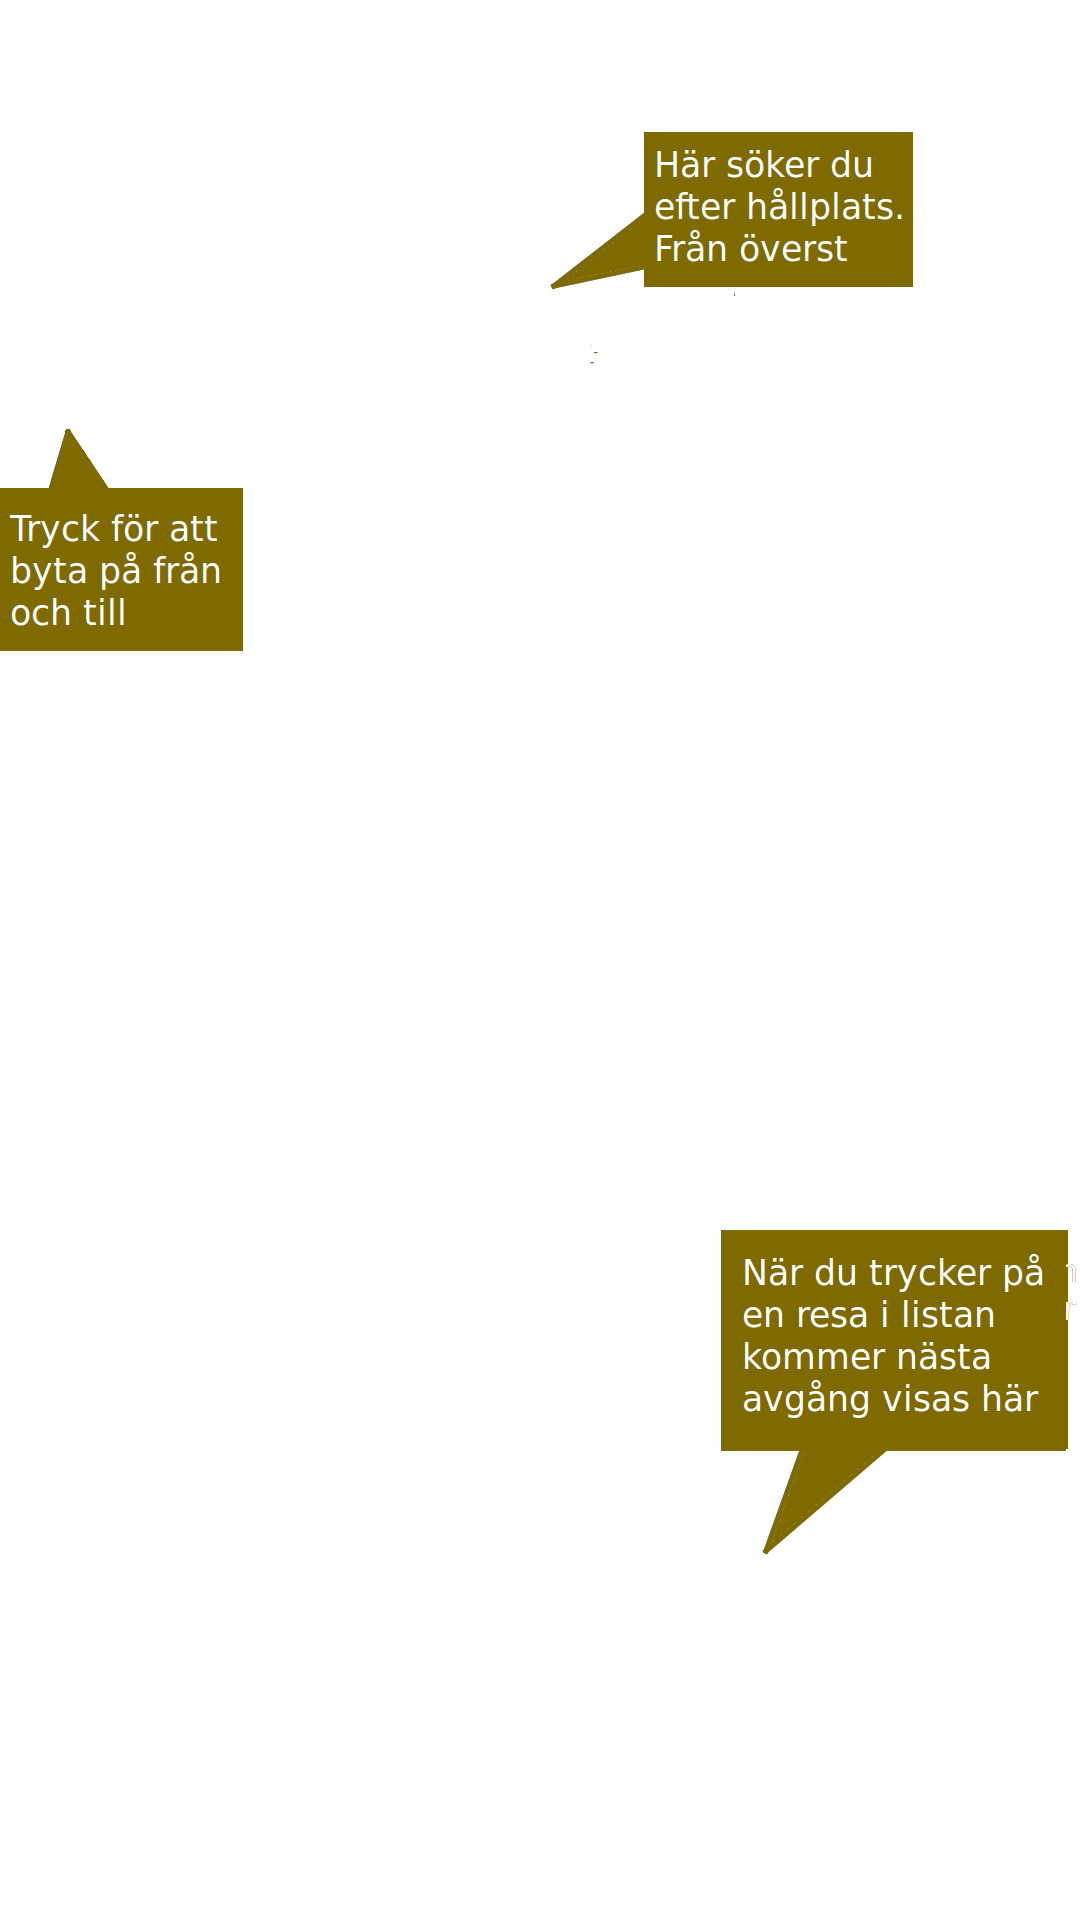 Här söker du
efter hållplats.
Från överst
Tryck för att
byta på från
och till
När du trycker på
en resa i listan
kommer nästa
avgång visas här